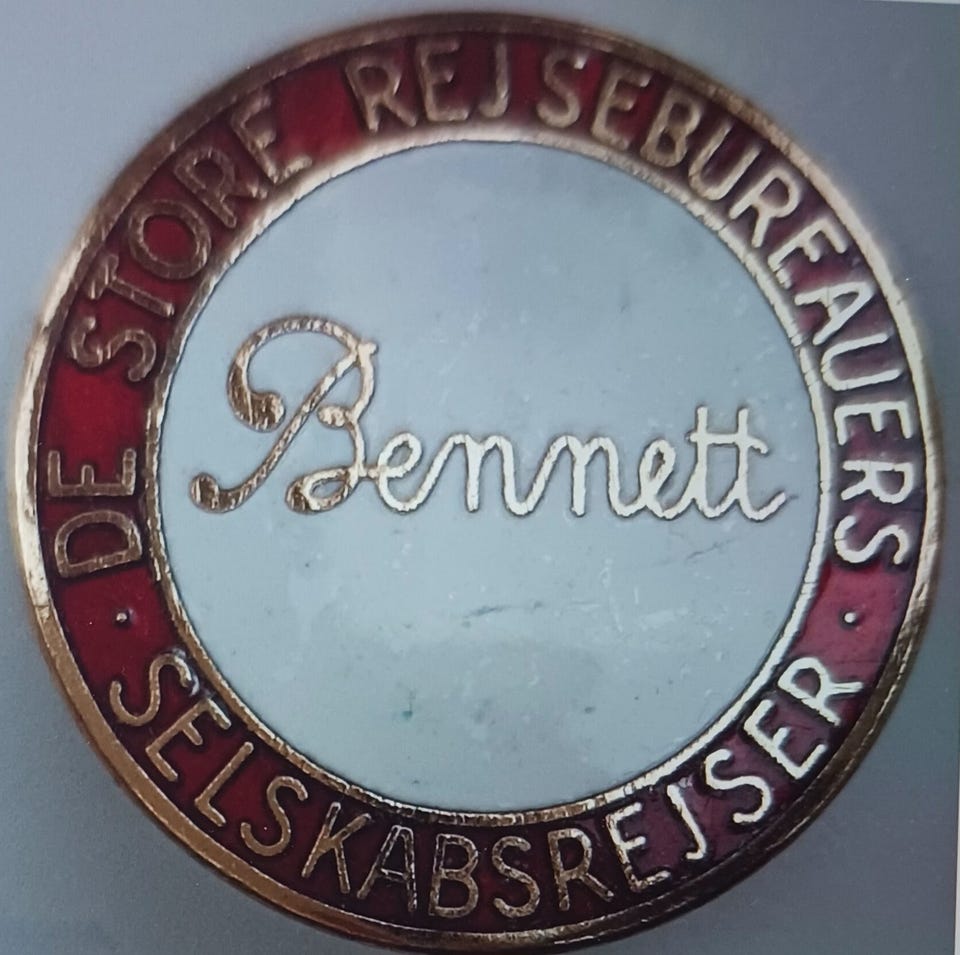 DE STORE REJSEBUREAUERS
Bennett
· SELSKABSREJSER ·